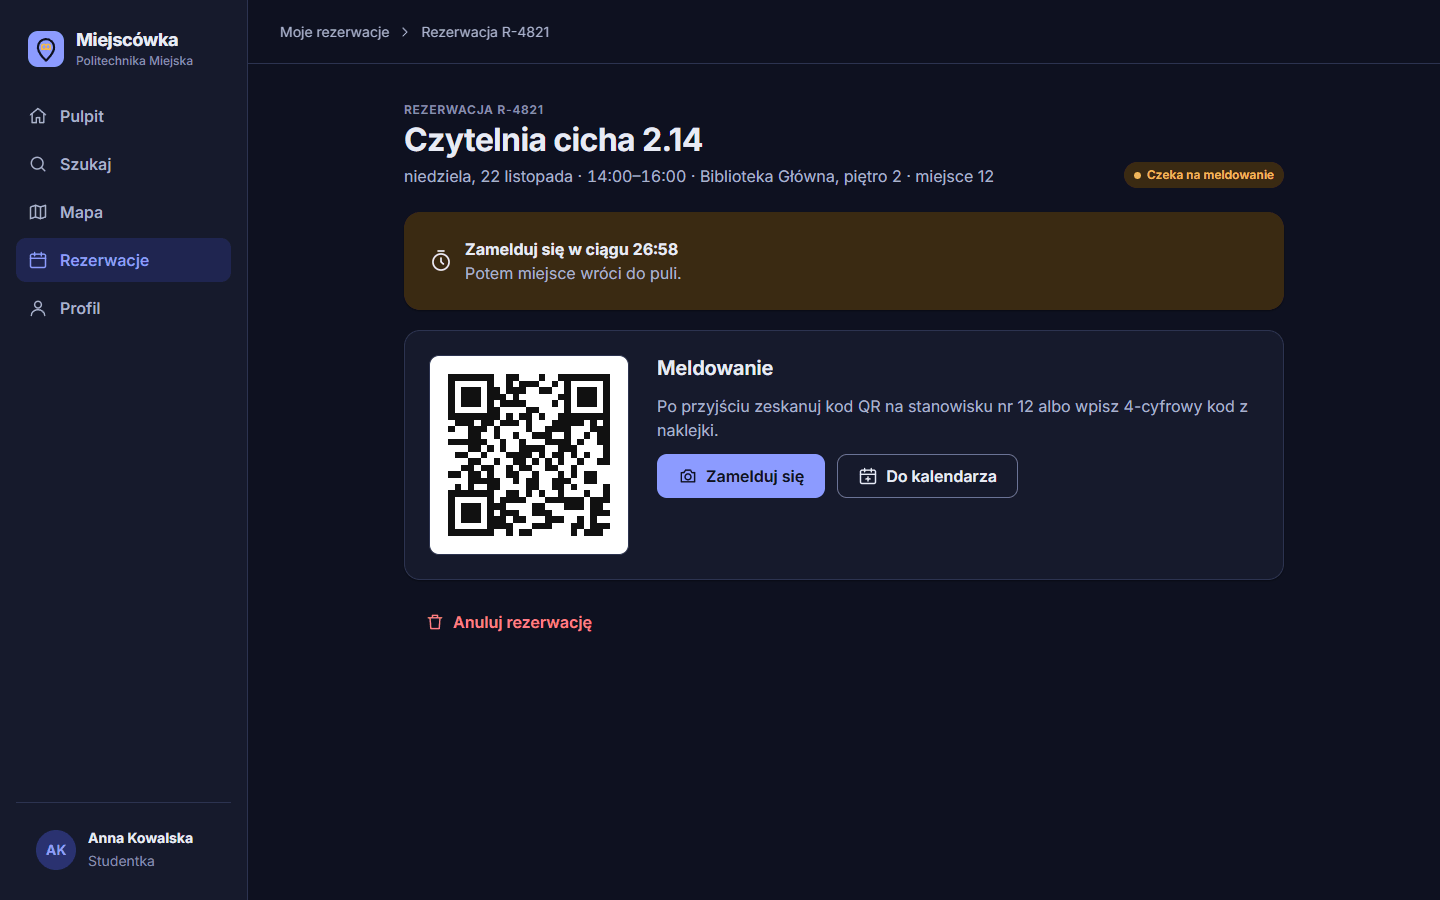 Miejscówka
Politechnika Miejska
Pulpit
Szukaj
Mapa
Rezerwacje
Profil
Anna Kowalska
Studentka
AK
Moje rezerwacje
Rezerwacja R-4821
REZERWACJA R-4821
Czytelnia cicha 2.14
niedziela, 22 listopada · 14:00–16:00 · Biblioteka Główna, piętro 2 · miejsce 12
Czeka na meldowanie
Zamelduj się w ciągu 26:58
Potem miejsce wróci do puli.
Meldowanie
Po przyjściu zeskanuj kod QR na stanowisku nr 12 albo wpisz 4-cyfrowy kod z
naklejki.
Zamelduj się
Do kalendarza
Anuluj rezerwację